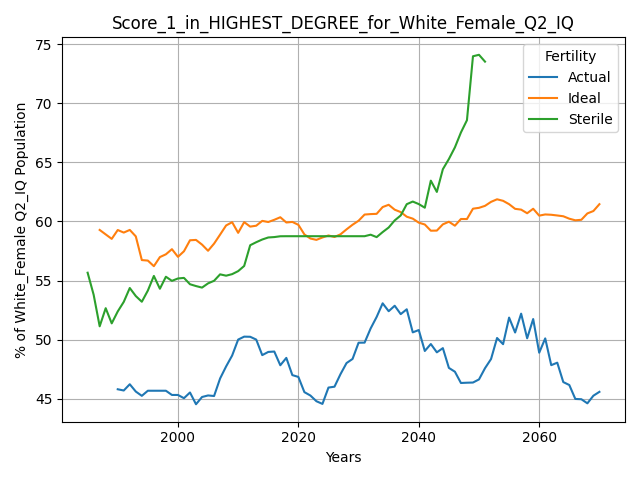 Score_1_in_HIGHEST_DEGREE_for_White_Female_Q2_IQ
% of White_Female Q2_IQ Population
75
70
65
60
55
50
45
Fertility
Actual
Ideal
Sterile
2000
2020
2040
2060
Years